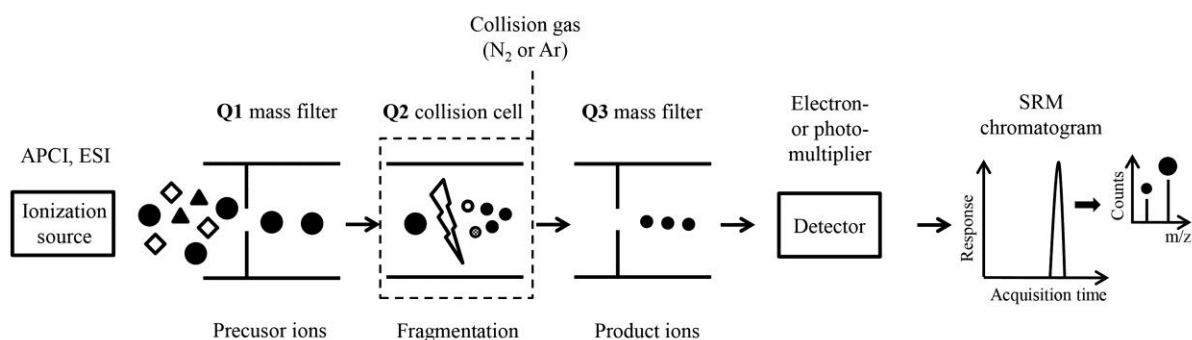 Collision gas
(N₂ or Ar)
Q1 mass filter
Q2 collision cell
Q3 mass filter
Electron-
or photo-
multiplier
SRM
chromatogram
APCI, ESI
Ionization
source
Detector
Response
Acquisition time
Counts
m/z
Precusor ions
Fragmentation
Product ions